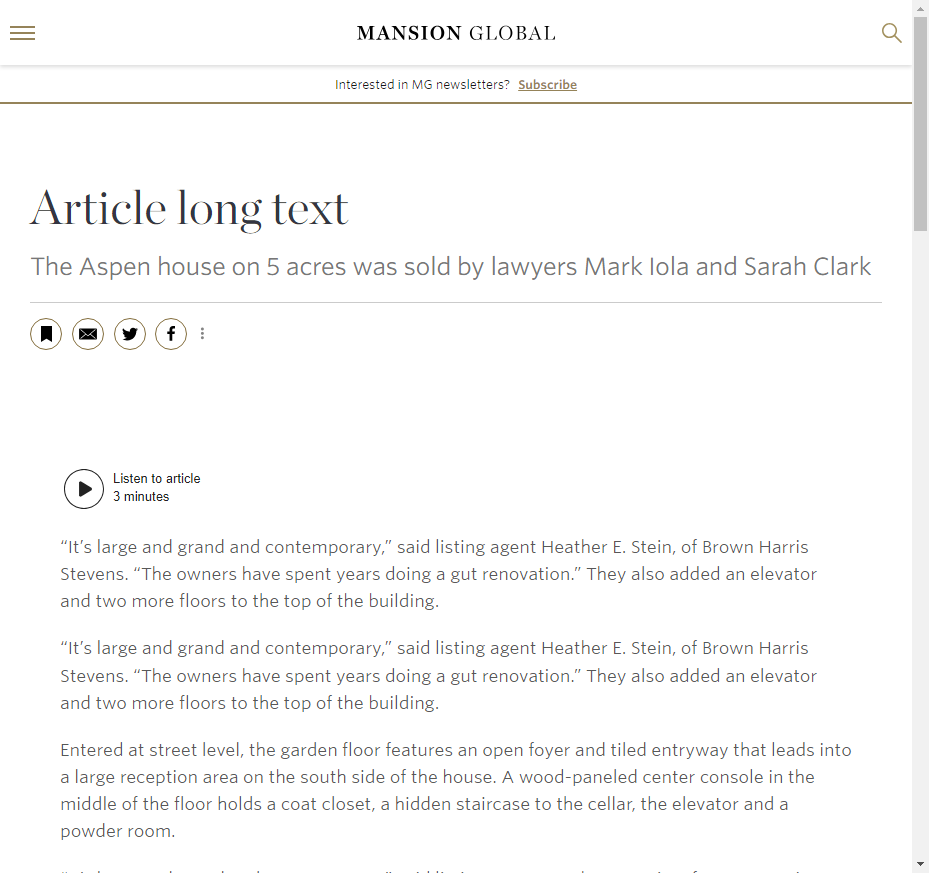 MANSION GLOBAL
Interested in MG newsletters? Subscribe
Article long text
The Aspen house on 5 acres was sold by lawyers Mark Iola and Sarah Clark
Listen to article
3 minutes
“It’s large and grand and contemporary,” said listing agent Heather E. Stein, of Brown Harris
Stevens. “The owners have spent years doing a gut renovation.” They also added an elevator
and two more floors to the top of the building.
“It’s large and grand and contemporary,” said listing agent Heather E. Stein, of Brown Harris
Stevens. “The owners have spent years doing a gut renovation.” They also added an elevator
and two more floors to the top of the building.
Entered at street level, the garden floor features an open foyer and tiled entryway that leads into
a large reception area on the south side of the house. A wood-paneled center console in the
middle of the floor holds a coat closet, a hidden staircase to the cellar, the elevator and a
powder room.